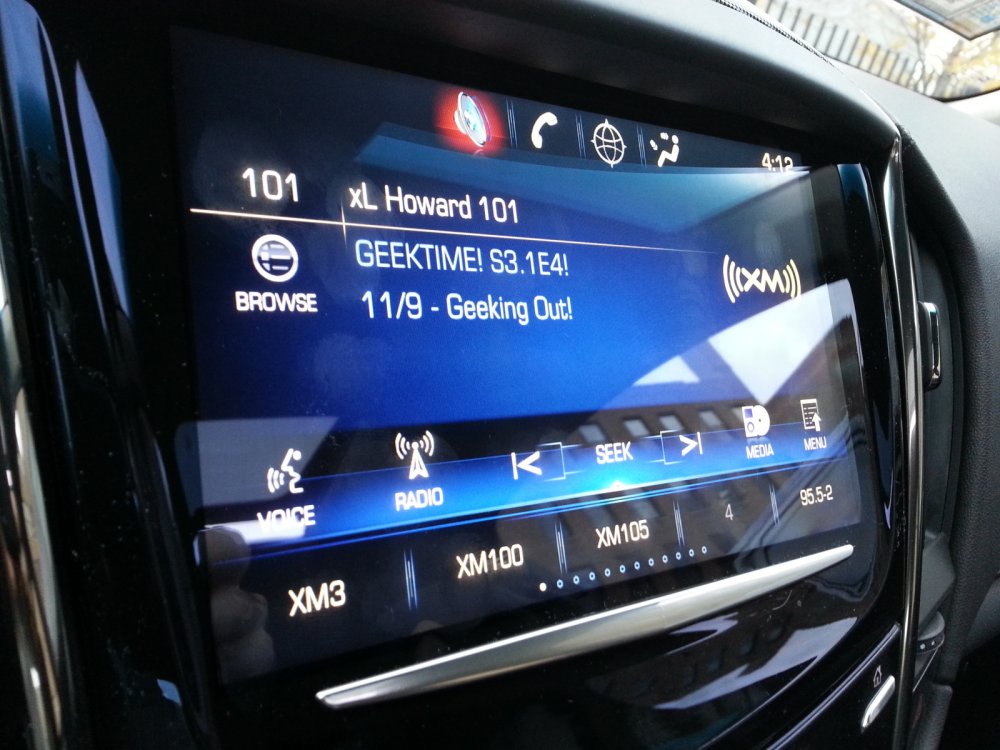 4:12
101 xL Howard 101
GEEKTIME! S3.1E4!
11/9 - Geeking Out!
BROWSE
((XM))
VOICE
RADIO
SEEK
MEDIA
MENU
XM3
XM100
XM105
4
95.5-2